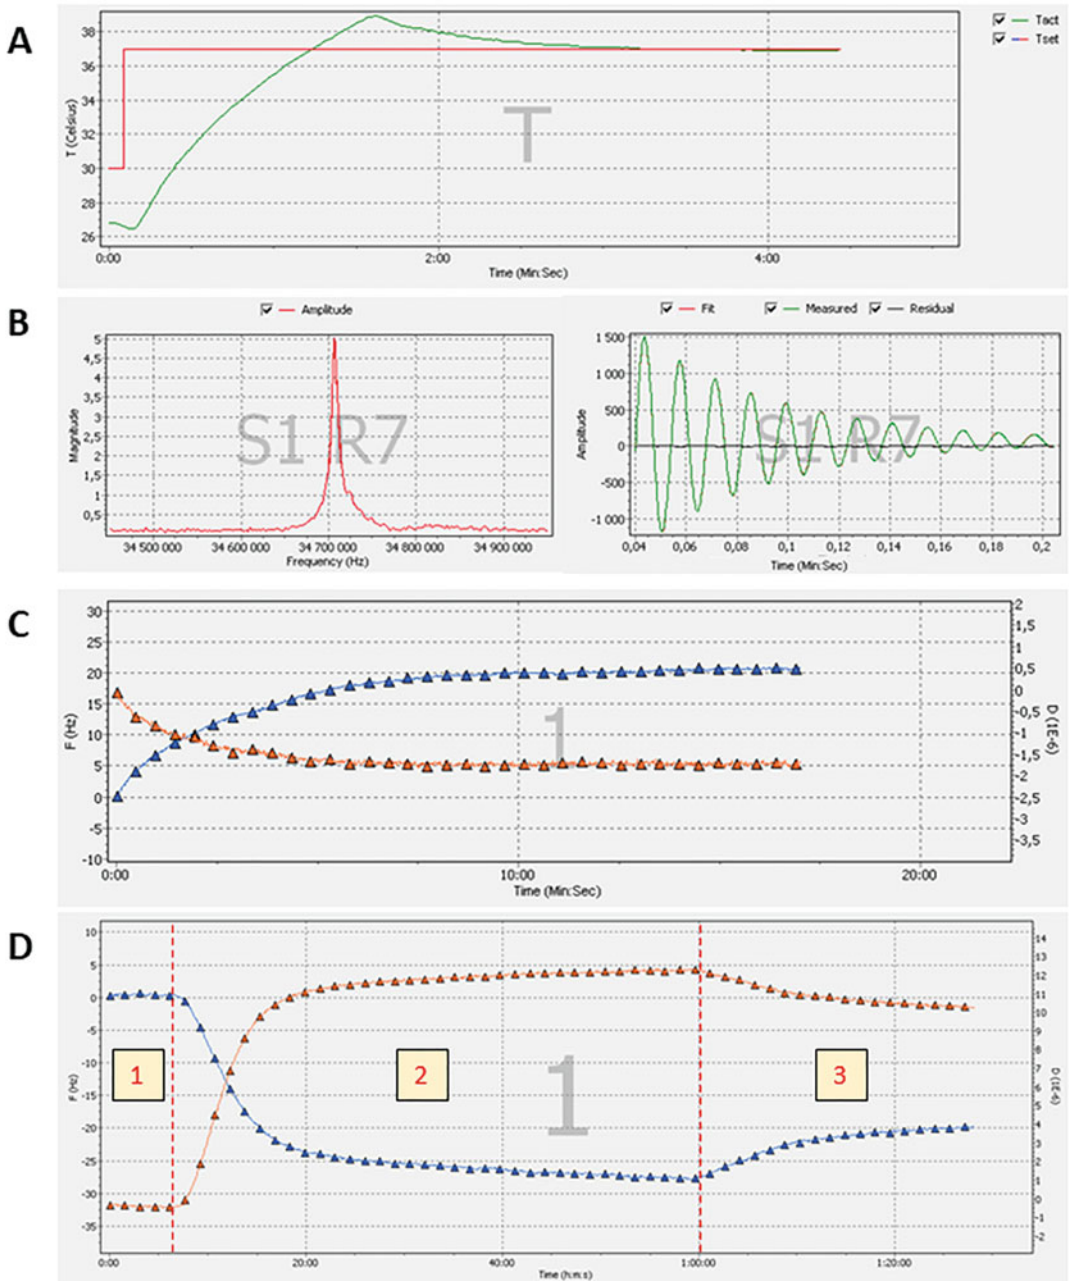 A
Tact
Tset
T (Celsius)
38
36
34
32
30
28
26
T
0:00 2:00 4:00
Time (Min:Sec)
B
Amplitude
Magnitude
5
4,5
4
3,5
3
2,5
2
1,5
1
0,5
S1 R7
34 500 000 34 600 000 34 700 000 34 800 000 34 900 000
Frequency (Hz)
Fit Measured Residual
Amplitude
1 500
1 000
500
0
-500
-1 000
S1 R7
0,04 0,06 0,08 0,1 0,12 0,14 0,16 0,18 0,2
Time (Min:Sec)
C
F (Hz)
30
25
20
15
10
5
0
-5
-10
1
2
1,5
1
0,5
0
-0,5
-1
-1,5
-2
-2,5
-3
-3,5
D (1E-6)
0:00 10:00 20:00
Time (Min:Sec)
D
F (Hz)
10
5
0
-5
-10
-15
-20
-25
-30
-35
1
2
3
1
14
13
12
11
10
9
8
7
6
5
4
3
2
1
0
-1
-2
D (1E-6)
0:00 20:00 40:00 1:00:00 1:20:00
Time (h:m:s)